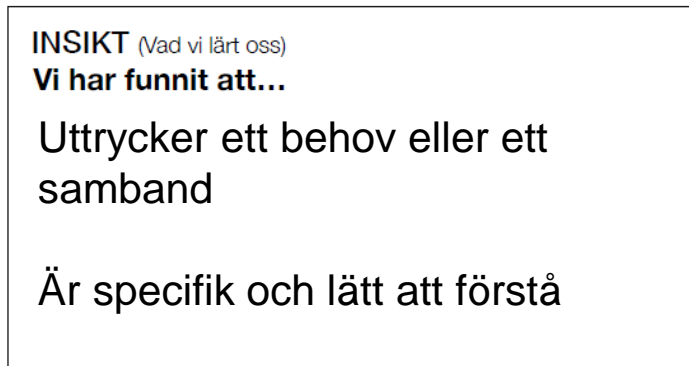 INSIKT (Vad vi lärt oss)
Vi har funnit att...
Uttrycker ett behov eller ett
samband
Är specifik och lätt att förstå